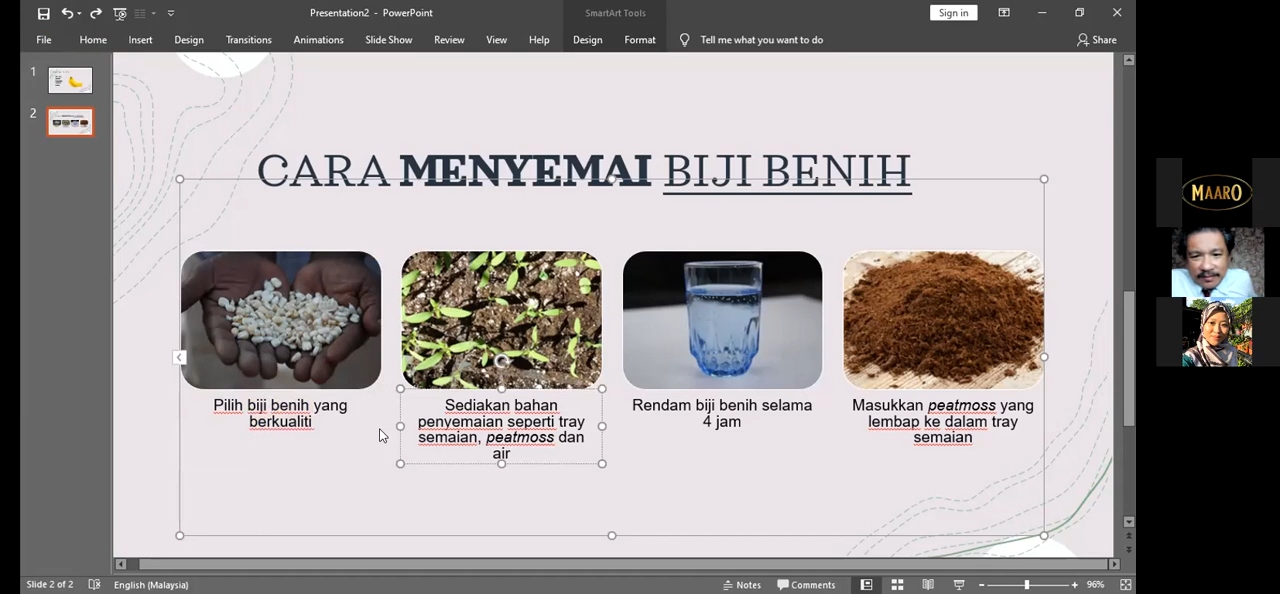 Presentation2 - PowerPoint
SmartArt Tools
Sign in
File
Home
Insert
Design
Transitions
Animations
Slide Show
Review
View
Help
Design
Format
Tell me what you want to do
Share
1
2
CARA MENYEMAI BIJI BENIH
Pilih biji benih yang
berkualiti
Sediakan bahan
penyemaian seperti tray
semaian, peatmoss dan
air
Rendam biji benih selama
4 jam
Masukkan peatmoss yang
lembap ke dalam tray
semaian
MAARO
Slide 2 of 2
English (Malaysia)
Notes
Comments
96%